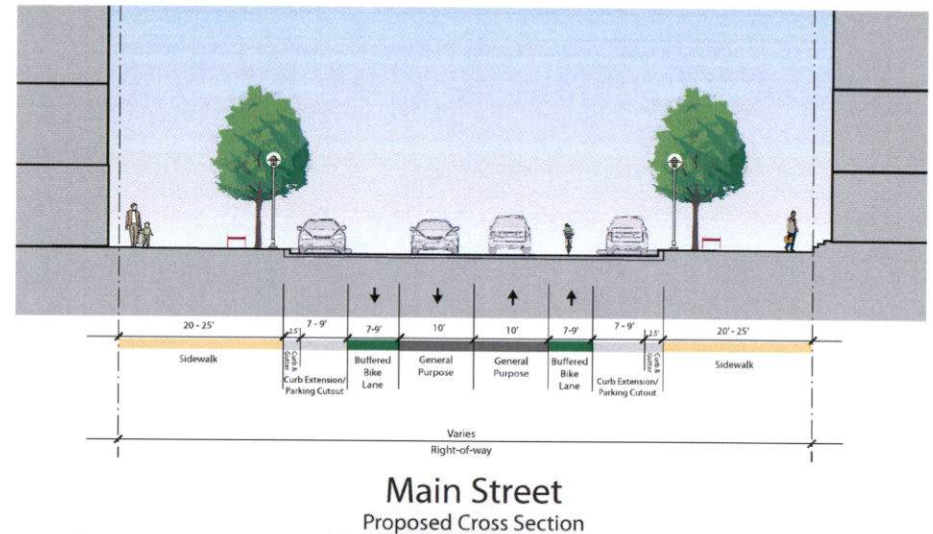 20 - 25'
2.5'
7 - 9'
7-9'
10'
10'
7-9'
7 - 9'
2.5'
20' - 25'
Sidewalk
Curb &
Gutter
Curb Extension/
Parking Cutout
Buffered
Bike
Lane
General
Purpose
General
Purpose
Buffered
Bike
Lane
Curb Extension/
Parking Cutout
Curb &
Gutter
Sidewalk
Varies
Right-of-way
Main Street
Proposed Cross Section